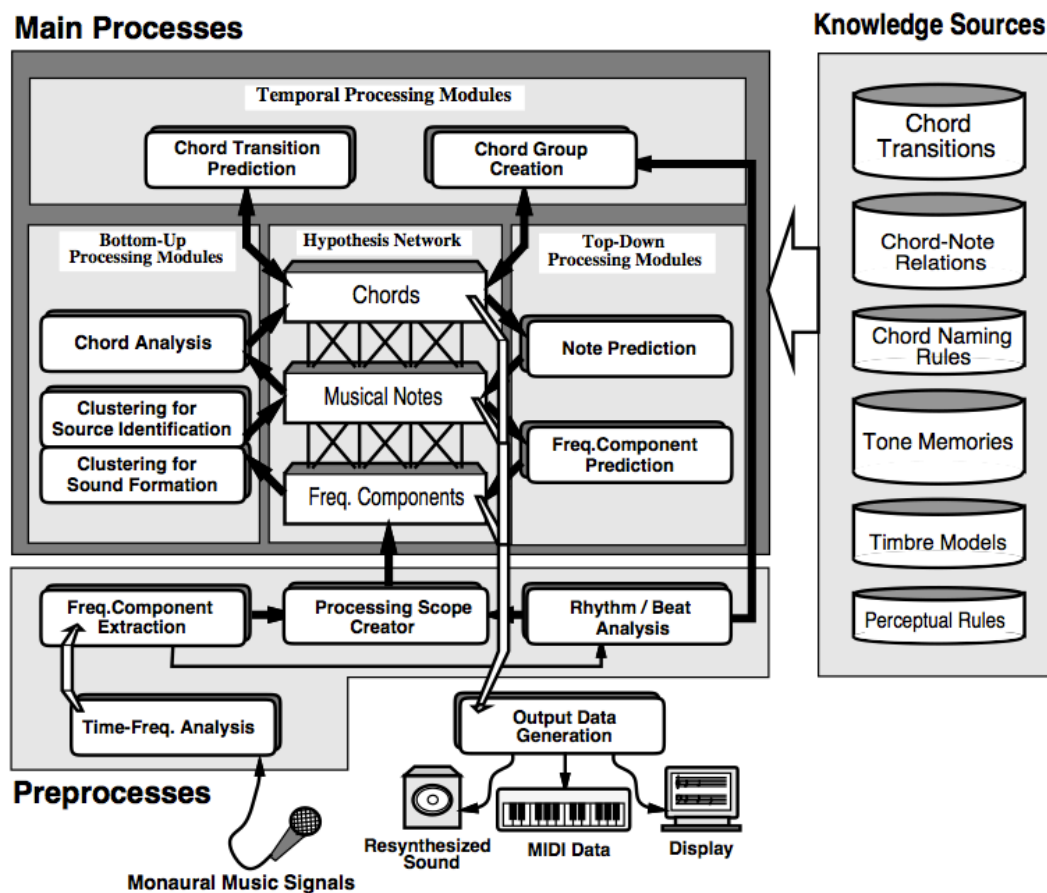 Main Processes
Knowledge Sources
Temporal Processing Modules
Chord Transition
Prediction
Chord Group
Creation
Bottom-Up
Processing Modules
Hypothesis Network
Top-Down
Processing Modules
Chords
Chord Analysis
Note Prediction
Musical Notes
Clustering for
Source Identification
Clustering for
Sound Formation
Freq.Component
Prediction
Freq. Components
Freq.Component
Extraction
Processing Scope
Creator
Rhythm / Beat
Analysis
Time-Freq. Analysis
Output Data
Generation
Preprocesses
Resynthesized
Sound
MIDI Data
Display
Monaural Music Signals
Chord
Transitions
Chord-Note
Relations
Chord Naming
Rules
Tone Memories
Timbre Models
Perceptual Rules